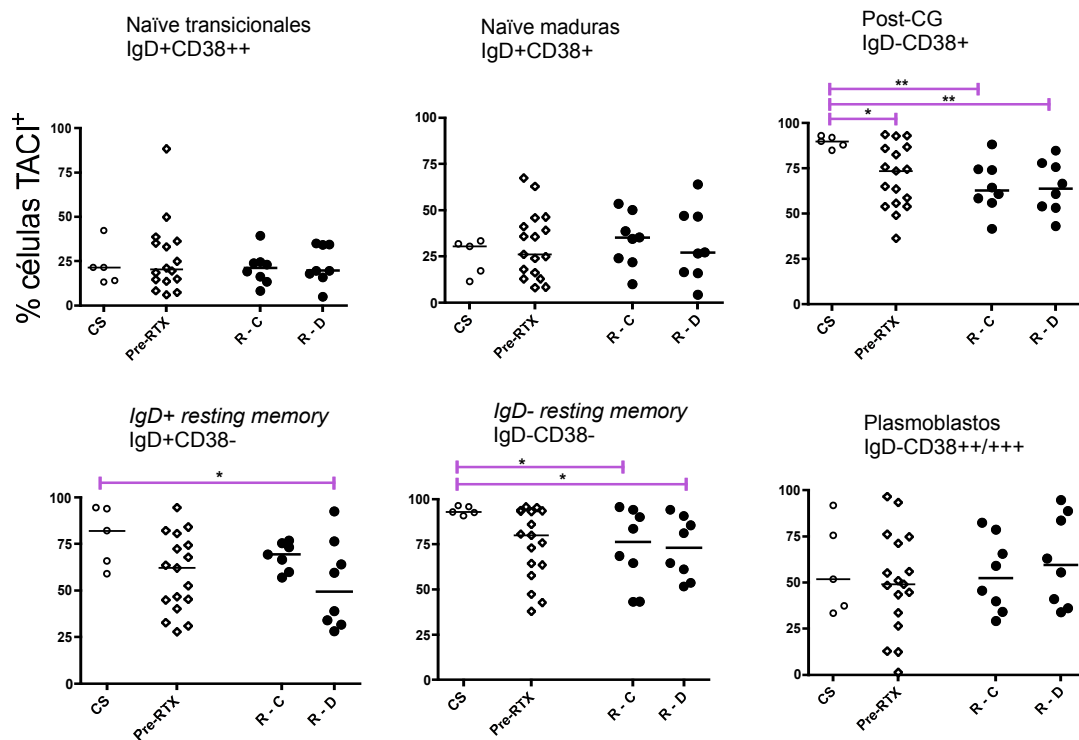 Naïve transicionales
IgD+CD38++
Naïve maduras
IgD+CD38+
Post-CG
IgD-CD38+
% células TACI+
100
75
50
25
0
CS
Pre-RTX
R - C
R - D
100
75
50
25
0
CS
Pre-RTX
R - C
R - D
**
**
*
100
75
50
25
0
CS
Pre-RTX
R - C
R - D
IgD+ resting memory
IgD+CD38-
*
100
75
50
25
0
CS
Pre-RTX
R - C
R - D
IgD- resting memory
IgD-CD38-
*
*
100
75
50
25
0
CS
Pre-RTX
R - C
R - D
Plasmoblastos
IgD-CD38++/+++
100
75
50
25
0
CS
Pre-RTX
R - C
R - D